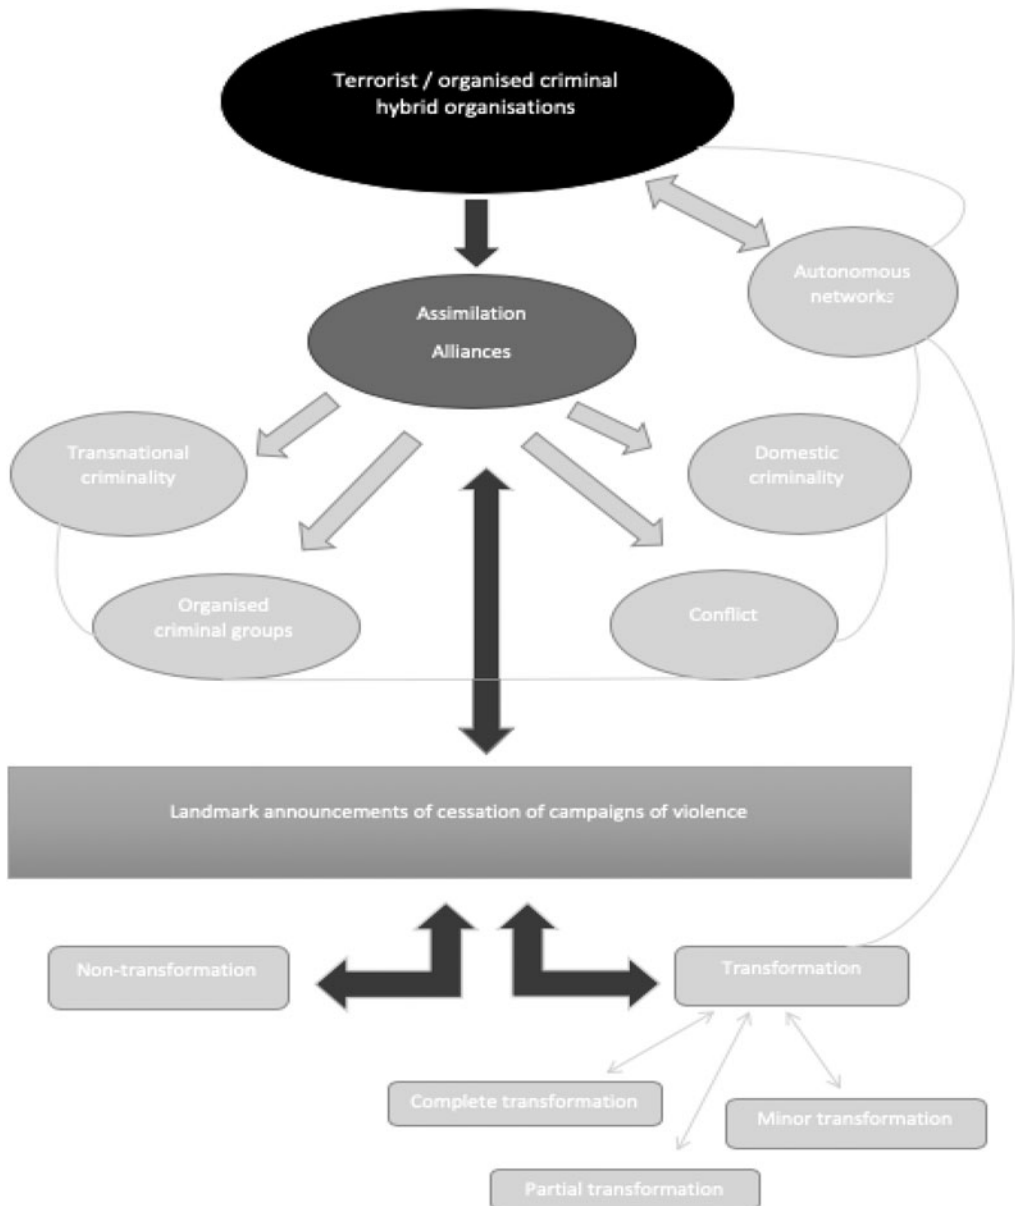 Terrorist / organised criminal
hybrid organisations
Autonomous
networks
Assimilation
Alliances
Transnational
criminality
Domestic
criminality
Organised
criminal groups
Conflict
Landmark announcements of cessation of campaigns of violence
Non-transformation
Transformation
Complete transformation
Minor transformation
Partial transformation